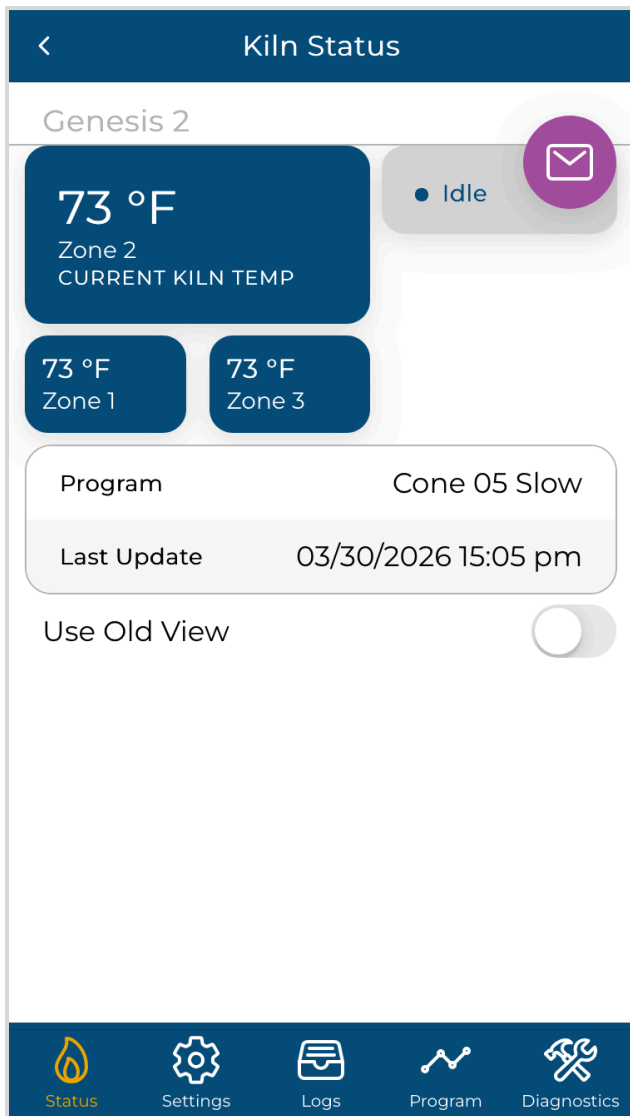 Kiln Status
Genesis 2
73 °F
Zone 2
CURRENT KILN TEMP
Idle
73 °F
Zone 1
73 °F
Zone 3
Program Cone 05 Slow
Last Update 03/30/2026 15:05 pm
Use Old View
Status Settings Logs Program Diagnostics